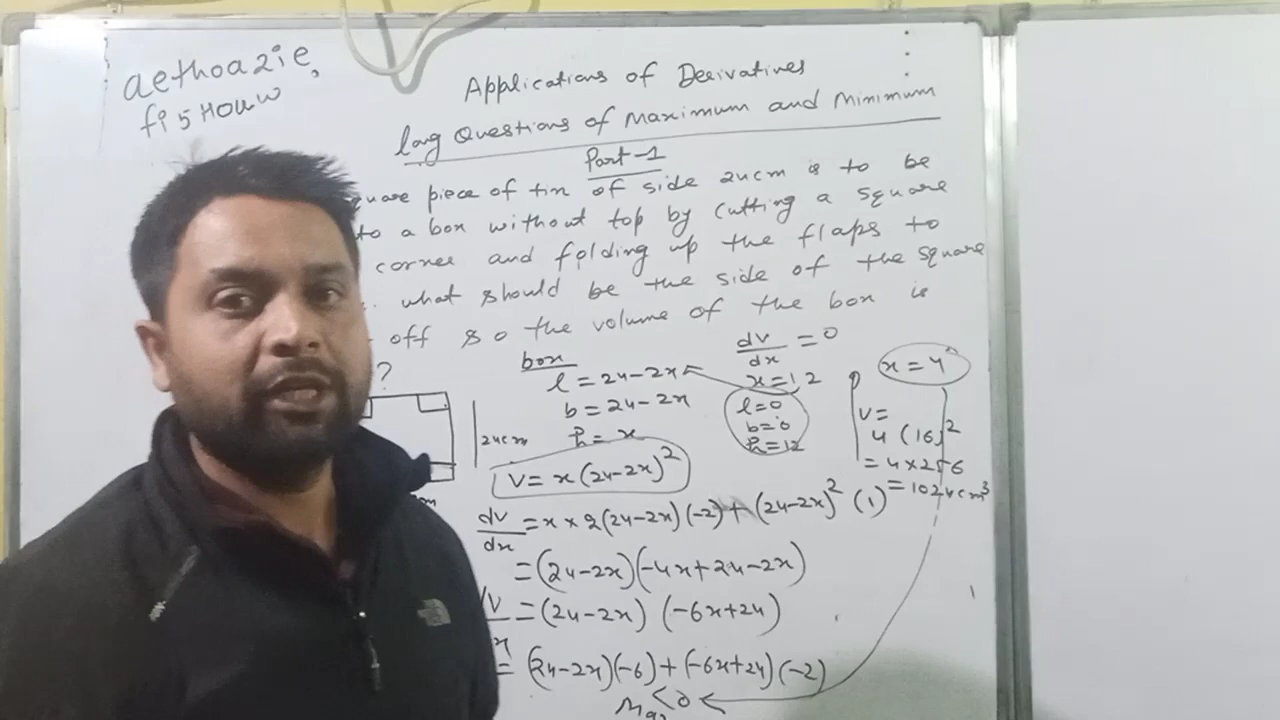 aethoazie,
fi5Houw
Applications of Derivatives
long Questions of Maximum and Minimum
Part-1
quare piece of tin of side 24cm is to be
to a box without top by cutting a square
corner and folding up the flaps to
what should be the side of the square
off so the volume of the box is
?
24cm
box
l = 24-2x
b = 24-2x
h = x
V = x(24-2x)²
dv/dx = 0
x = 12
l=0
b=0
h=12
x = 4
V=
4 (16)²
= 4×256
= 1024cm³
dv/dx = x × 2(24-2x)(-2) + (24-2x)² (1)
= (24-2x)(-4x+24-2x)
= (24-2x) (-6x+24)
= (24-2x)(-6) + (-6x+24)(-2)
< 0
Max